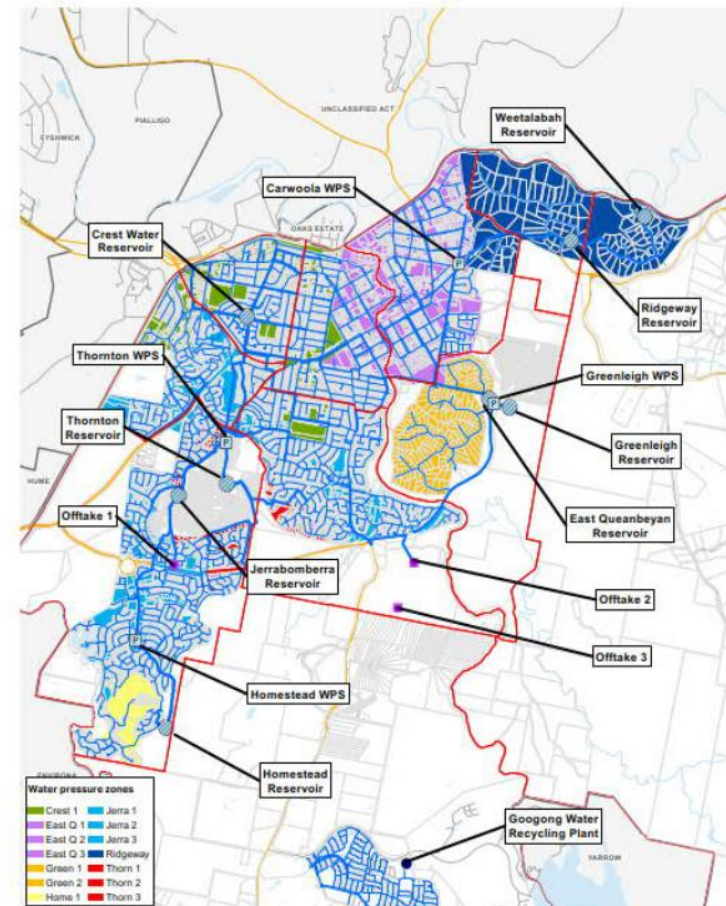 UNCLASSIFIED ACT
PIALLIGO
FYSHWICK
Weetalabah
Reservoir
Carwoola WPS
Crest Water
Reservoir
OAKS ESTATE
Ridgeway
Reservoir
Thornton WPS
Greenleigh WPS
Thornton
Reservoir
Greenleigh
Reservoir
HUME
East Queanbeyan
Reservoir
Offtake 1
Jerrabomberra
Reservoir
Offtake 2
Offtake 3
Homestead WPS
Homestead
Reservoir
ENVIRONA
Water pressure zones
Crest 1
East Q 1
East Q 2
East Q 3
Green 1
Green 2
Home 1
Jerra 1
Jerra 2
Jerra 3
Ridgeway
Thorn 1
Thorn 2
Thorn 3
Googong Water
Recycling Plant
YARROW
P
P
P
P